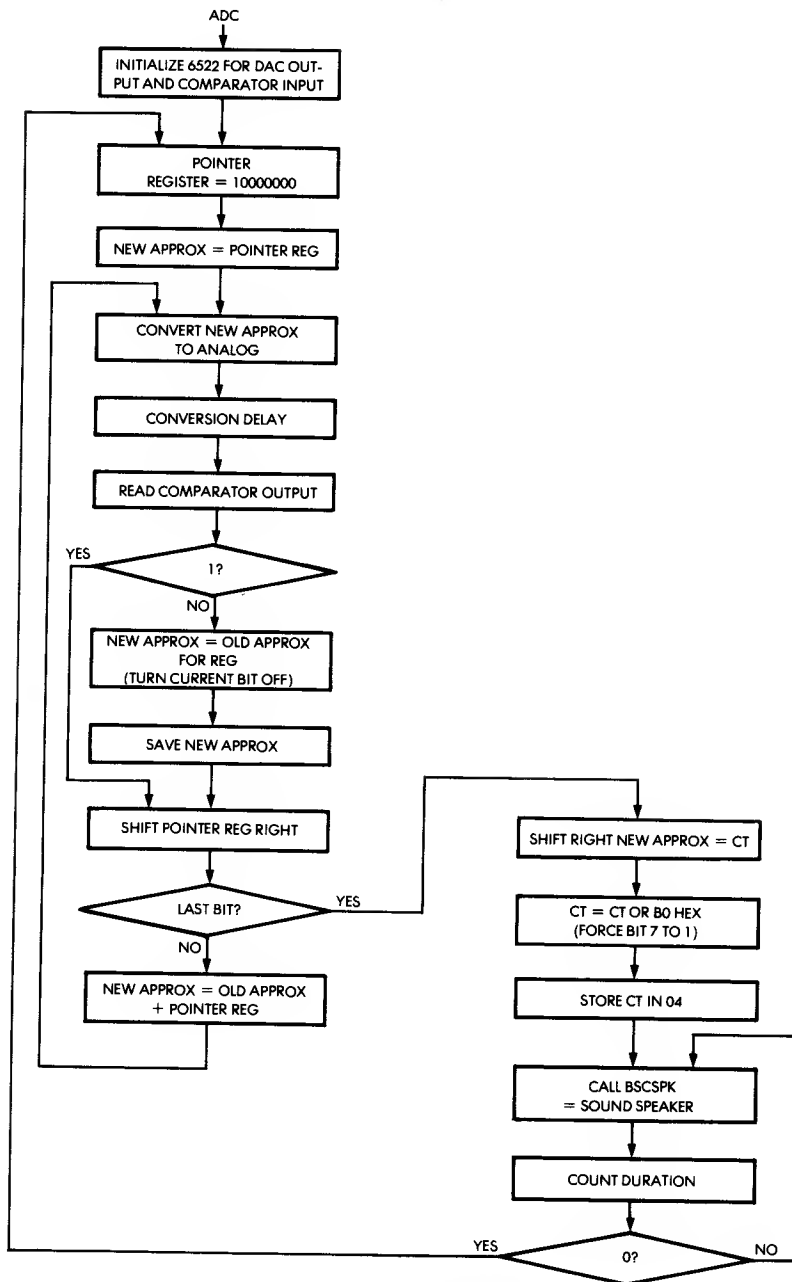 ADC
INITIALIZE 6522 FOR DAC OUT-
PUT AND COMPARATOR INPUT
POINTER
REGISTER = 10000000
NEW APPROX = POINTER REG
CONVERT NEW APPROX
TO ANALOG
CONVERSION DELAY
READ COMPARATOR OUTPUT
YES
1?
NO
NEW APPROX = OLD APPROX
FOR REG
(TURN CURRENT BIT OFF)
SAVE NEW APPROX
SHIFT POINTER REG RIGHT
LAST BIT?
YES
NO
NEW APPROX = OLD APPROX
+ POINTER REG
SHIFT RIGHT NEW APPROX = CT
CT = CT OR B0 HEX
(FORCE BIT 7 TO 1)
STORE CT IN 04
CALL BSCSPK
= SOUND SPEAKER
COUNT DURATION
YES
0?
NO